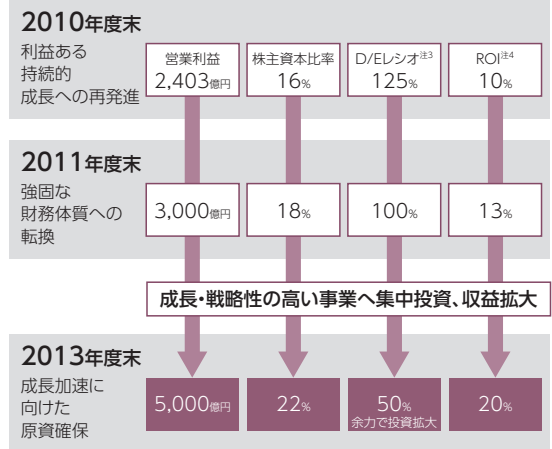 2010年度末
利益ある
持続的
成長への再発進
営業利益
2,403億円
株主資本比率
16%
D/Eレシオ注3
125%
ROI注4
10%
2011年度末
強固な
財務体質への
転換
3,000億円
18%
100%
13%
成長・戦略性の高い事業へ集中投資、収益拡大
2013年度末
成長加速に
向けた
原資確保
5,000億円
22%
50%
余力で投資拡大
20%